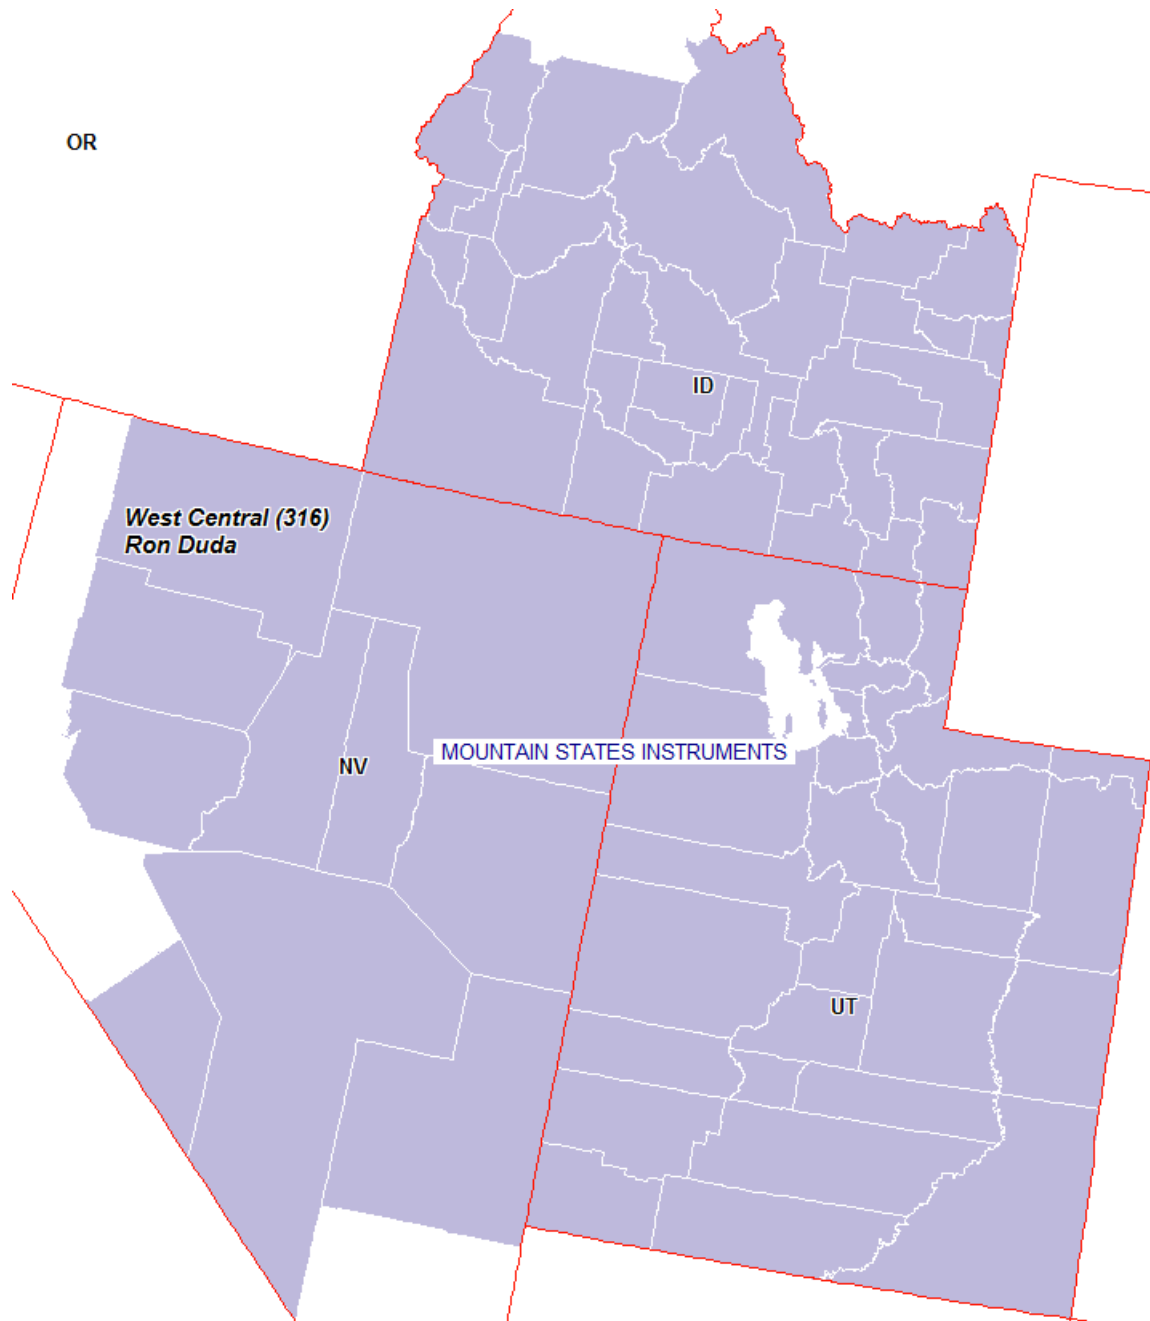 OR
ID
West Central (316)
Ron Duda
MOUNTAIN STATES INSTRUMENTS
NV
UT